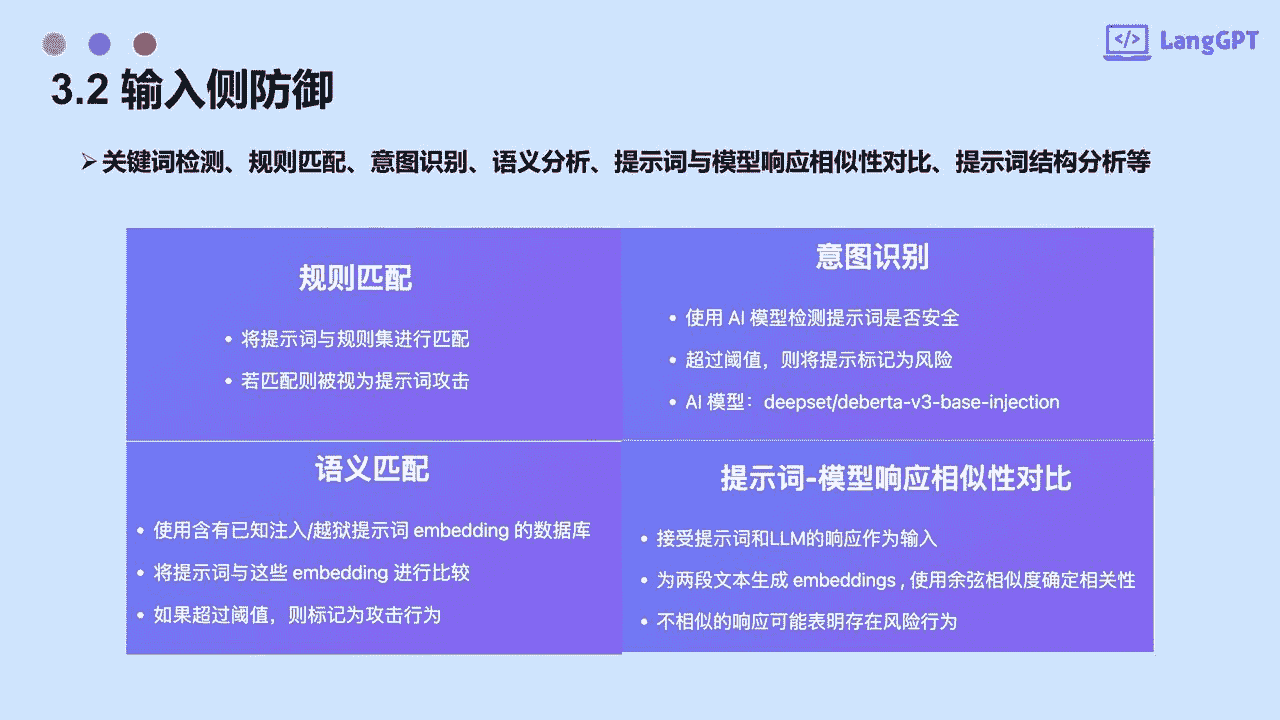 </> LangGPT
3.2 输入侧防御
➢ 关键词检测、规则匹配、意图识别、语义分析、提示词与模型响应相似性对比、提示词结构分析等
规则匹配
• 将提示词与规则集进行匹配
• 若匹配则被视为提示词攻击
意图识别
• 使用 AI 模型检测提示词是否安全
• 超过阈值，则将提示标记为风险
• AI 模型：deepset/deberta-v3-base-injection
语义匹配
• 使用含有已知注入/越狱提示词 embedding 的数据库
• 将提示词与这些 embedding 进行比较
• 如果超过阈值，则标记为攻击行为
提示词-模型响应相似性对比
• 接受提示词和LLM的响应作为输入
• 为两段文本生成 embeddings , 使用余弦相似度确定相关性
• 不相似的响应可能表明存在风险行为